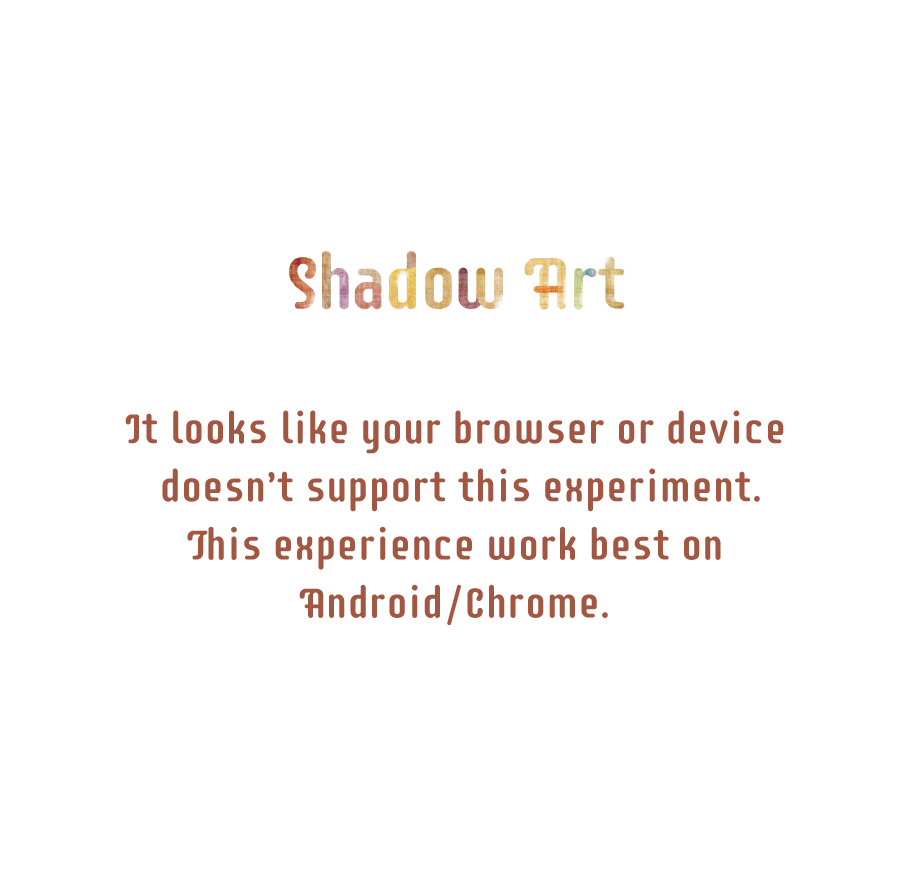 Shadow Art
It looks like your browser or device
doesn’t support this experiment.
This experience work best on
Android/Chrome.